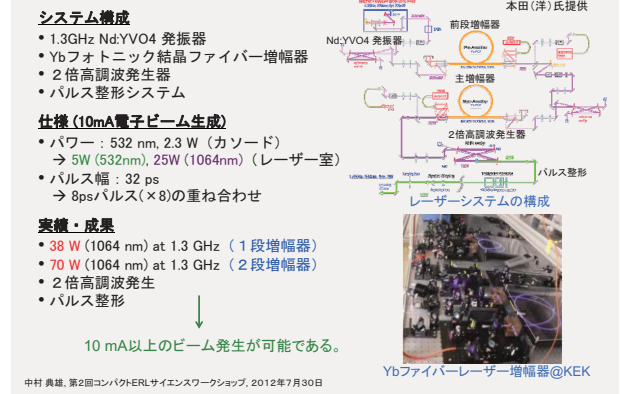 本田(洋)氏提供
システム構成
• 1.3GHz Nd:YVO4 発振器
• Ybフォトニック結晶ファイバー増幅器
• 2倍高調波発生器
• パルス整形システム
仕様 (10mA電子ビーム生成)
• パワー：532 nm, 2.3 W（カソード）
→ 5W (532nm), 25W (1064nm)（レーザー室）
• パルス幅：32 ps
→ 8psパルス(×8)の重ね合わせ
実績・成果
• 38 W (1064 nm) at 1.3 GHz（１段増幅器）
• 70 W (1064 nm) at 1.3 GHz（２段増幅器）
• ２倍高調波発生
• パルス整形
10 mA以上のビーム発生が可能である。
前段増幅器
Nd:YVO4 発振器
主増幅器
2倍高調波発生器
パルス整形
レーザーシステムの構成
Ybファイバーレーザー増幅器@KEK
中村 典雄, 第2回コンパクトERLサイエンスワークショップ, 2012年7月30日